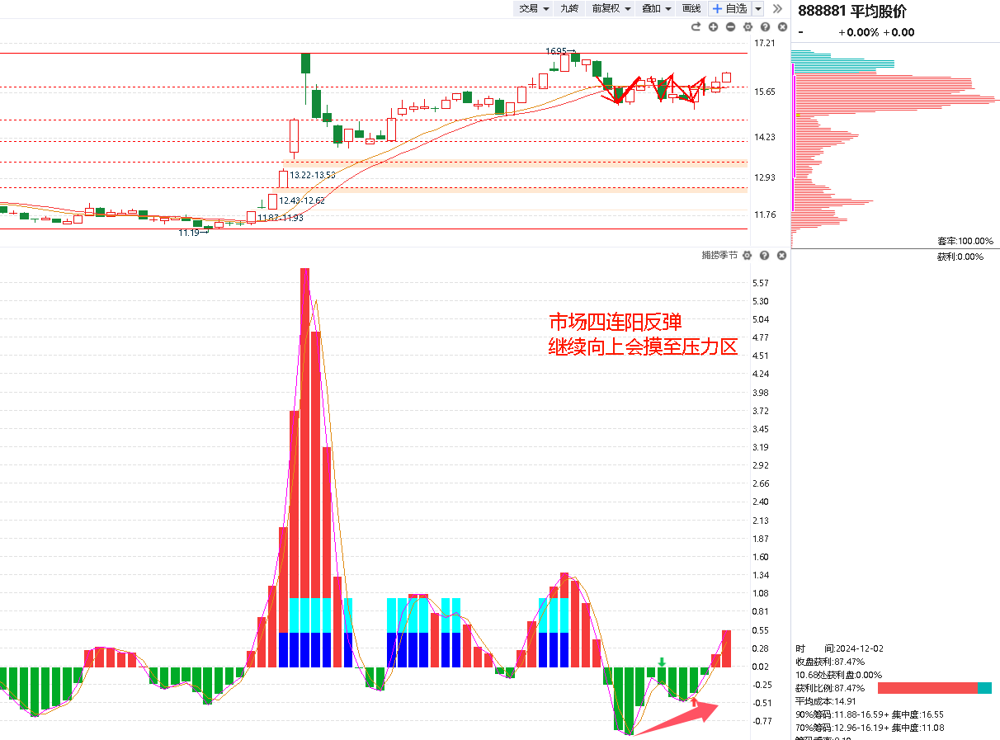 交易 九转 前复权 叠加 画线 + 自选
888881 平均股价
- +0.00% +0.00
17.21
16.95
15.65
14.23
13.22-13.53
12.93
12.43-12.62
11.87-11.93
11.76
11.19
套牢:100.00%
获利:0.00%
捕捞季节
5.57
5.30
5.04
4.77
4.51
4.24
3.98
3.72
3.45
3.19
2.92
2.66
2.40
2.13
1.87
1.60
1.34
1.08
0.81
0.55
0.28
0.02
-0.25
-0.51
-0.77
市场四连阳反弹
继续向上会摸至压力区
时 间:2024-12-02
收盘获利:87.47%
10.68处获利盘:0.00%
获利比例:87.47%
平均成本:14.91
90%筹码:11.88-16.59+ 集中度:16.55
70%筹码:12.96-16.19+ 集中度:11.08